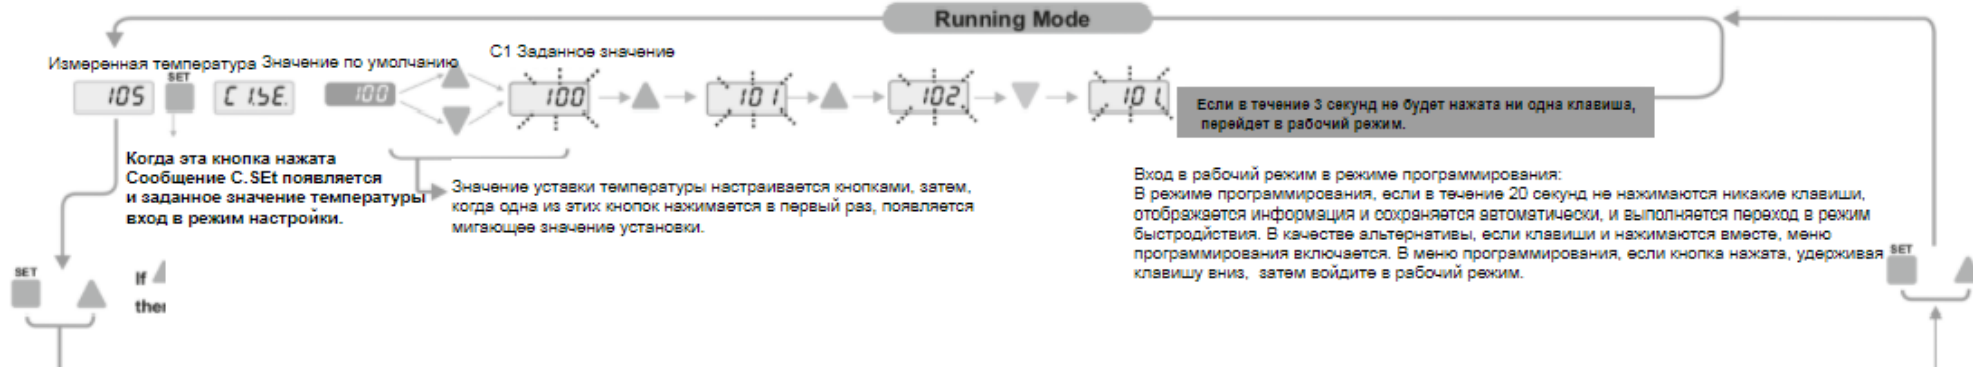 Running Mode
C1 Заданное значение
Измеренная температура Значение по умолчанию
SET
105 C 1.SE. 100 100 101 102. 101.
Если в течение 3 секунд не будет нажата ни одна клавиша,
перейдет в рабочий режим.
Когда эта кнопка нажата
Сообщение C.SEt появляется
и заданное значение температуры
вход в режим настройки.
Значение уставки температуры настраивается кнопками, затем,
когда одна из этих кнопок нажимается в первый раз, появляется
мигающее значение установки.
Вход в рабочий режим в режиме программирования:
В режиме программирования, если в течение 20 секунд не нажимаются никакие клавиши,
отображается информация и сохраняется автоматически, и выполняется переход в режим
быстродйствия. В качестве альтернативы, если клавиши и нажимаются вместе, меню
программирования включается. В меню программирования, если кнопка нажата, удерживая
клавишу вниз, затем войдите в рабочий режим.
SET
If
SET